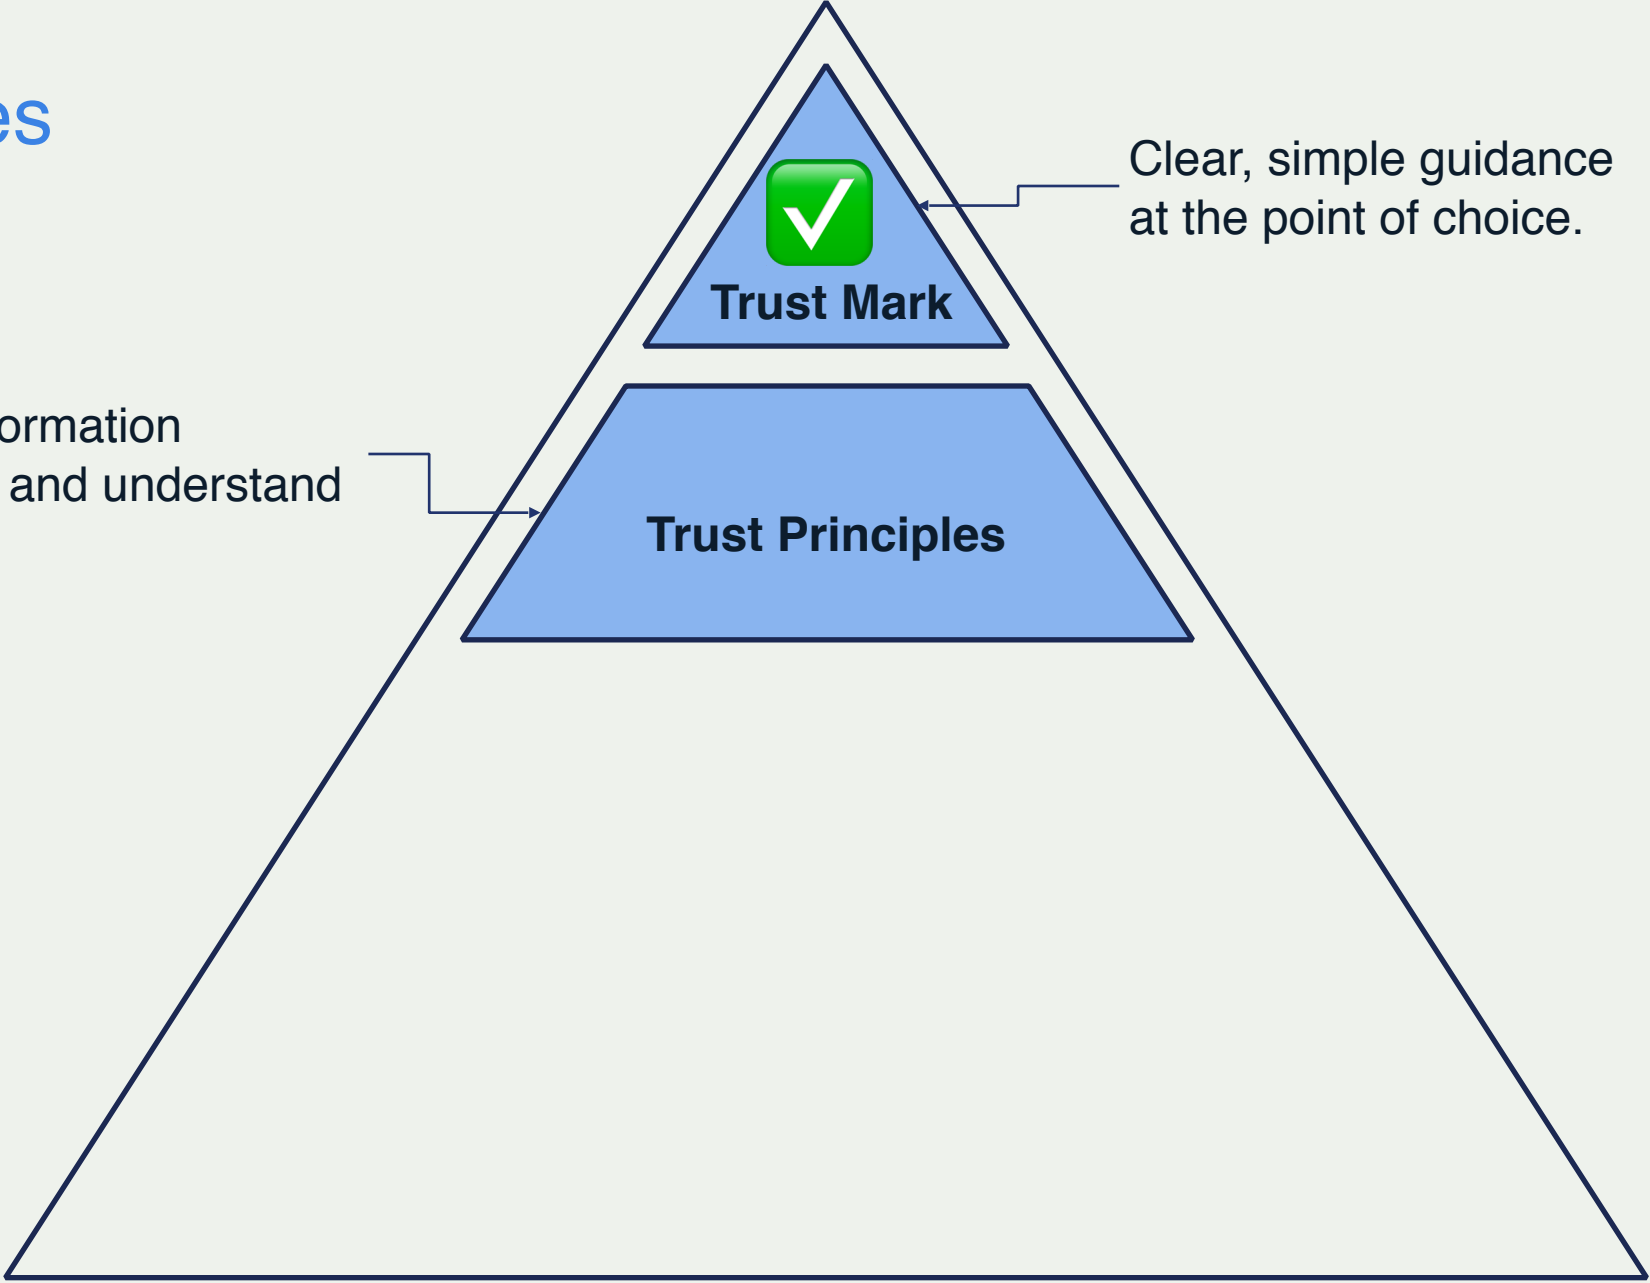 es
Clear, simple guidance
at the point of choice.
Trust Mark
ormation
and understand
Trust Principles